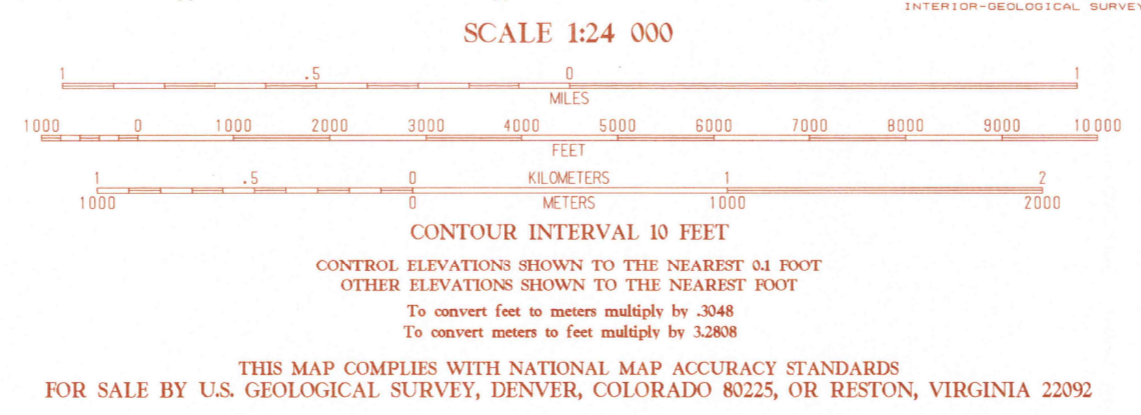 INTERIOR-GEOLOGICAL SURVEY
SCALE 1:24 000
1 .5 0 1
MILES
1000 0 1000 2000 3000 4000 5000 6000 7000 8000 9000 10 000
FEET
1 .5 0 KILOMETERS 1 2
1000 0 METERS 1000 2000
CONTOUR INTERVAL 10 FEET
CONTROL ELEVATIONS SHOWN TO THE NEAREST 0.1 FOOT
OTHER ELEVATIONS SHOWN TO THE NEAREST FOOT
To convert feet to meters multiply by .3048
To convert meters to feet multiply by 3.2808
THIS MAP COMPLIES WITH NATIONAL MAP ACCURACY STANDARDS
FOR SALE BY U.S. GEOLOGICAL SURVEY, DENVER, COLORADO 80225, OR RESTON, VIRGINIA 22092